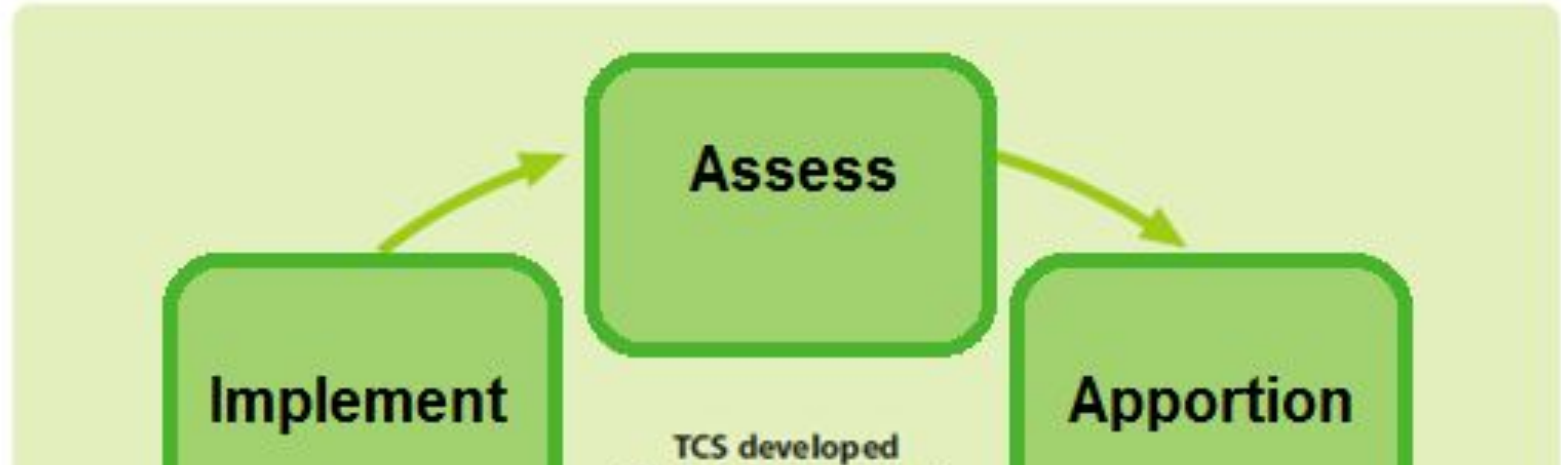 Assess
Implement
Apportion
TCS developed